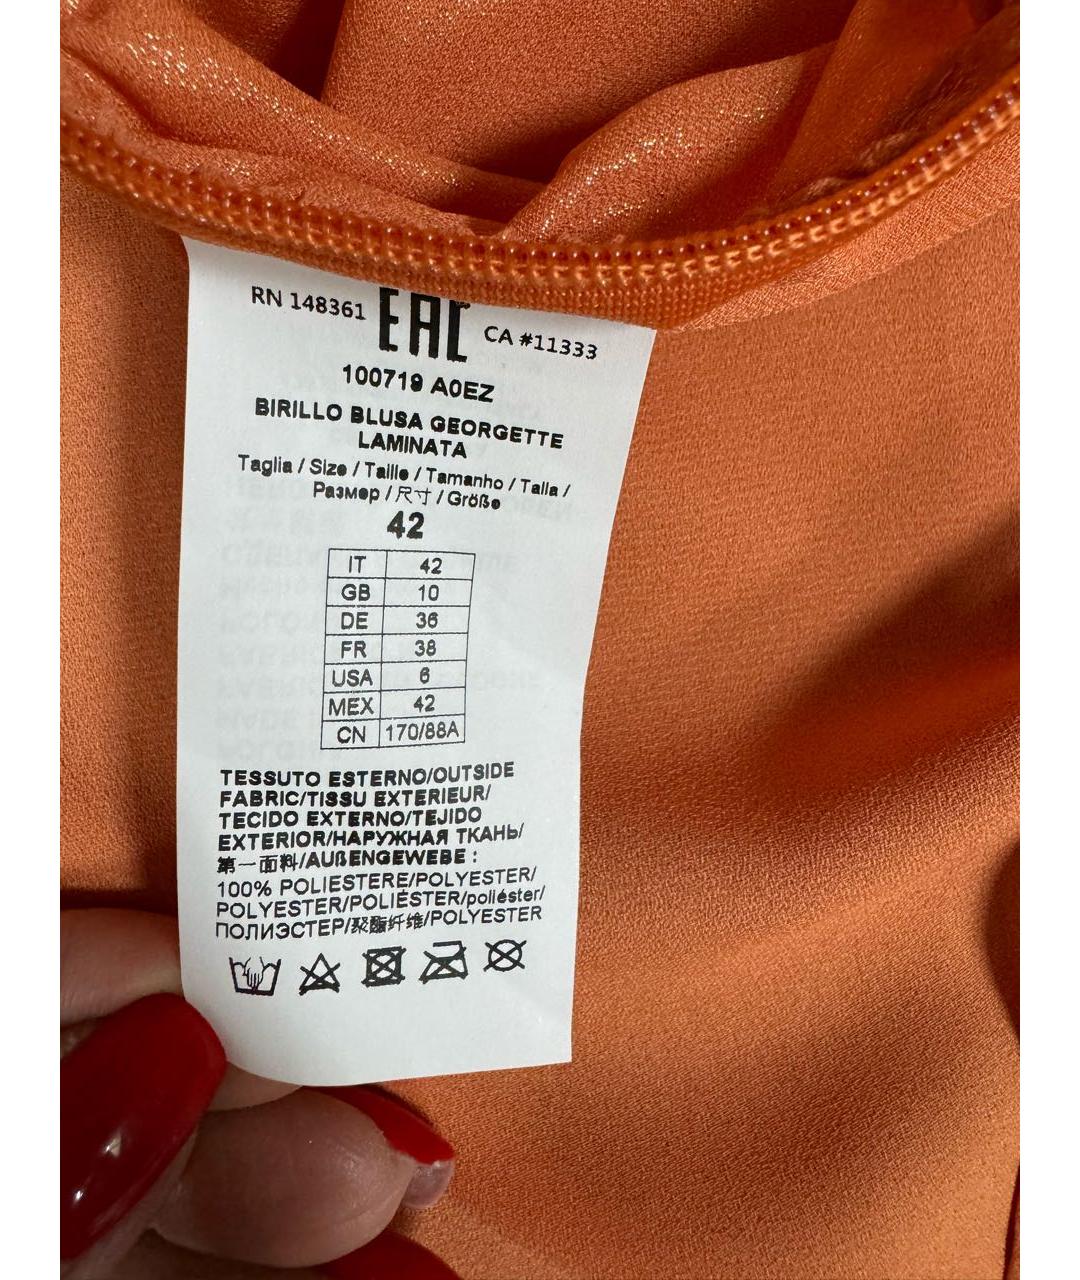 RN 148361 EAC CA #11333
100719 A0EZ
BIRILLO BLUSA GEORGETTE
LAMINATA
Taglia / Size / Taille / Tamanho / Talla /
Размер / 尺寸 / Größe
42
IT 42
GB 10
DE 36
FR 38
USA 6
MEX 42
CN 170/88A
TESSUTO ESTERNO/OUTSIDE
FABRIC/TISSU EXTERIEUR/
TECIDO EXTERNO/TEJIDO
EXTERIOR/НАРУЖНАЯ ТКАНЬ/
第一面料/AUßENGEWEBE :
100% POLIESTERE/POLYESTER/
POLYESTER/POLIÉSTER/poliéster/
ПОЛИЭСТЕР/聚酯纤维/POLYESTER